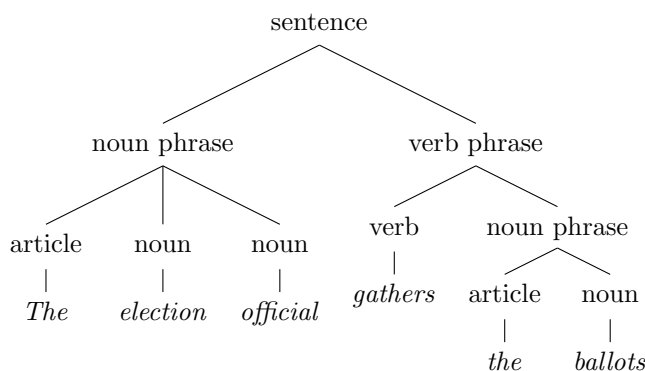 sentence
noun phrase verb phrase
article noun noun verb noun phrase
The election official gathers article noun
the ballots